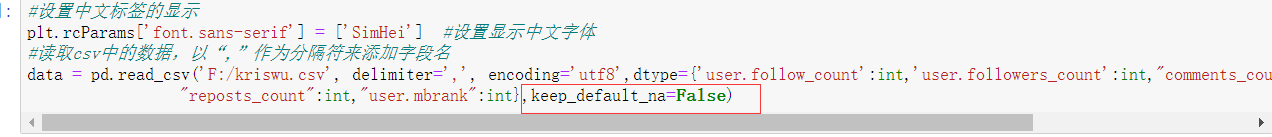 ]:
#设置中文标签的显示
plt.rcParams['font.sans-serif'] = ['SimHei']  #设置显示中文字体
#读取csv中的数据，以“,”作为分隔符来添加字段名
data = pd.read_csv('F:/kriswu.csv', delimiter=',', encoding='utf8',dtype={'user.follow_count':int,'user.followers_count':int,"comments_cou
"reposts_count":int,"user.mbrank":int},keep_default_na=False)